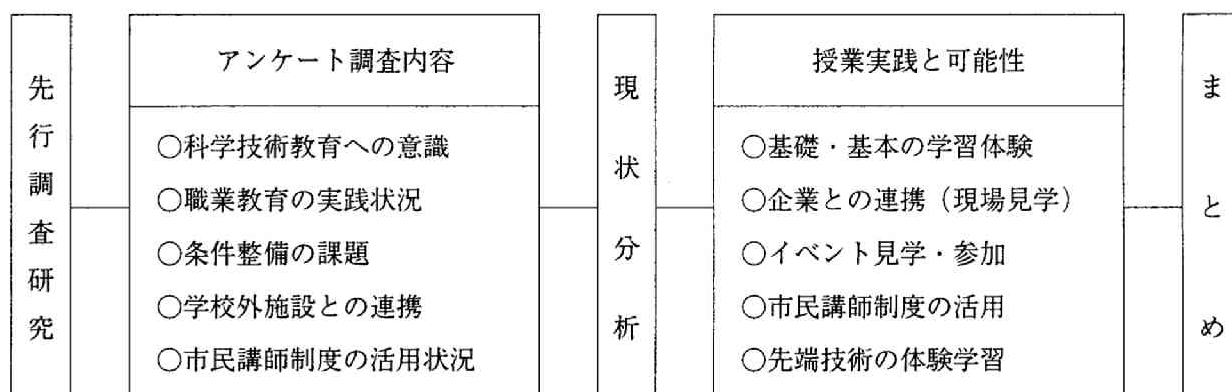 先行調査研究
アンケート調査内容
○科学技術教育への意識
○職業教育の実践状況
○条件整備の課題
○学校外施設との連携
○市民講師制度の活用状況
現状分析
授業実践と可能性
○基礎・基本の学習体験
○企業との連携（現場見学）
○イベント見学・参加
○市民講師制度の活用
○先端技術の体験学習
まとめ